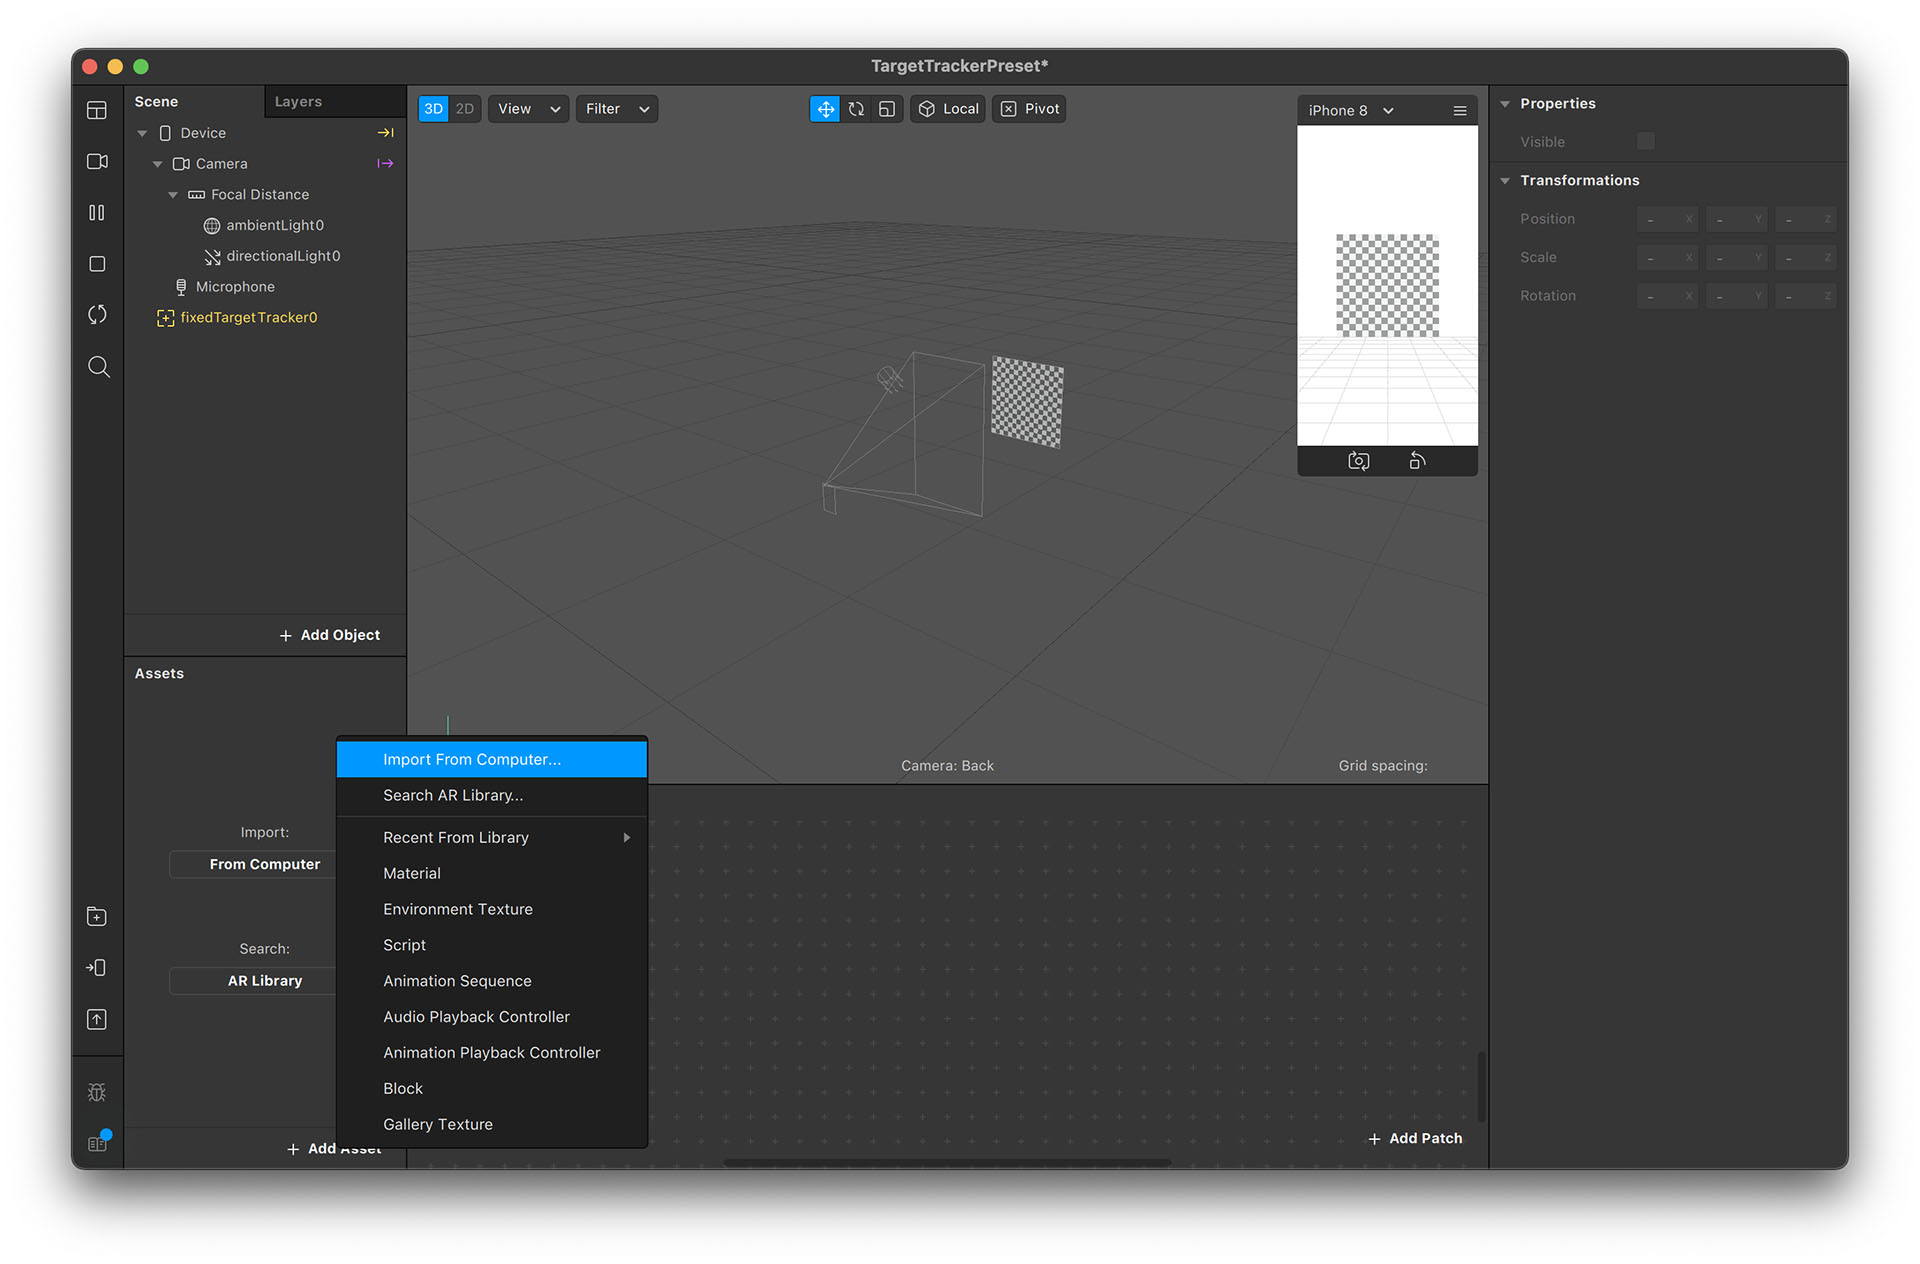 TargetTrackerPreset*
Scene
Layers
Device
Camera
Focal Distance
ambientLight0
directionalLight0
Microphone
fixedTargetTracker0
+ Add Object
Assets
Import:
From Computer
Search:
AR Library
+ Add Asset
3D
2D
View
Filter
Local
Pivot
iPhone 8
Camera: Back
Grid spacing:
Import From Computer...
Search AR Library...
Recent From Library
Material
Environment Texture
Script
Animation Sequence
Audio Playback Controller
Animation Playback Controller
Block
Gallery Texture
+ Add Patch
Properties
Visible
Transformations
Position - X - Y - Z
Scale - X - Y - Z
Rotation - X - Y - Z